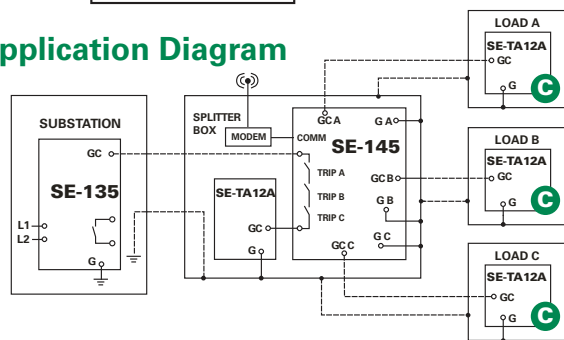 pplication Diagram
SUBSTATION
GC
SE-135
L1
L2
G
SPLITTER
BOX
MODEM
COMM
GC A
G A
SE-145
TRIP A
TRIP B
TRIP C
GC B
G B
G C
GC C
SE-TA12A
GC
G
LOAD A
SE-TA12A
GC
G
C
LOAD B
SE-TA12A
GC
G
C
LOAD C
SE-TA12A
GC
G
C